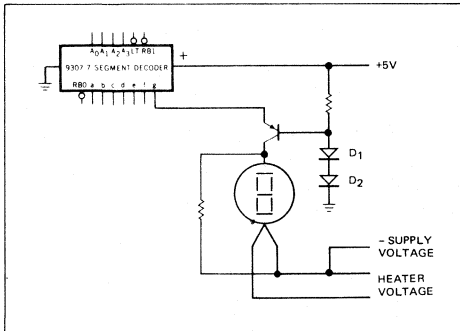 A0 A1 A2 A3 LT RBI
9307 7 SEGMENT DECODER
+
RBO a b c d e f g
+5V
D1
D2
- SUPPLY
VOLTAGE
HEATER
VOLTAGE